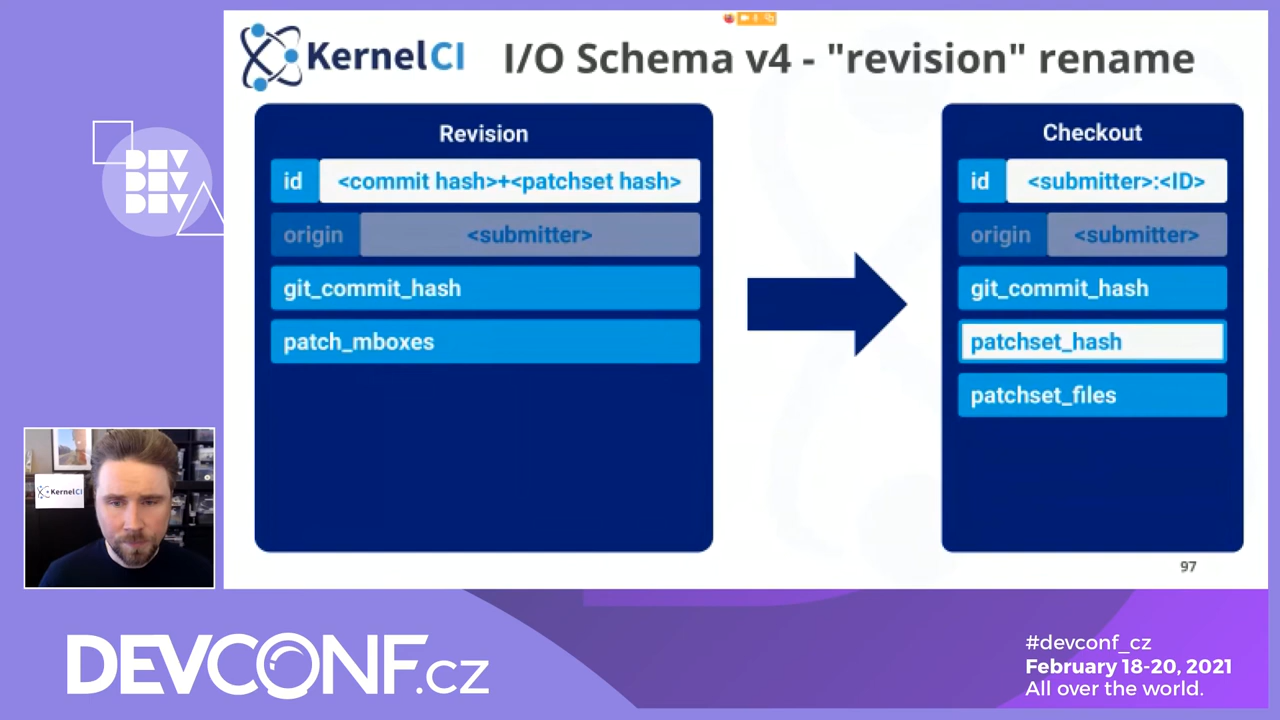 KernelCI
I/O Schema v4 - "revision" rename
Revision
id <commit hash>+<patchset hash>
origin <submitter>
git_commit_hash
patch_mboxes
Checkout
id <submitter>:<ID>
origin <submitter>
git_commit_hash
patchset_hash
patchset_files
97
DEV
DEV
DEV
KernelCI
DEVCONF.cz
#devconf_cz
February 18-20, 2021
All over the world.